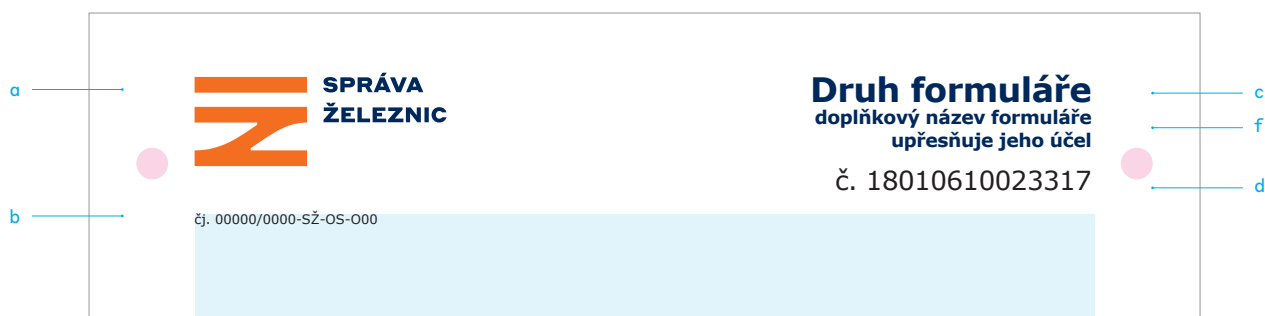 a
SPRÁVA
ŽELEZNIC
Druh formuláře
c
doplňkový název formuláře
f
upřesňuje jeho účel
č. 18010610023317
d
b
čj. 00000/0000-SŽ-OS-O00